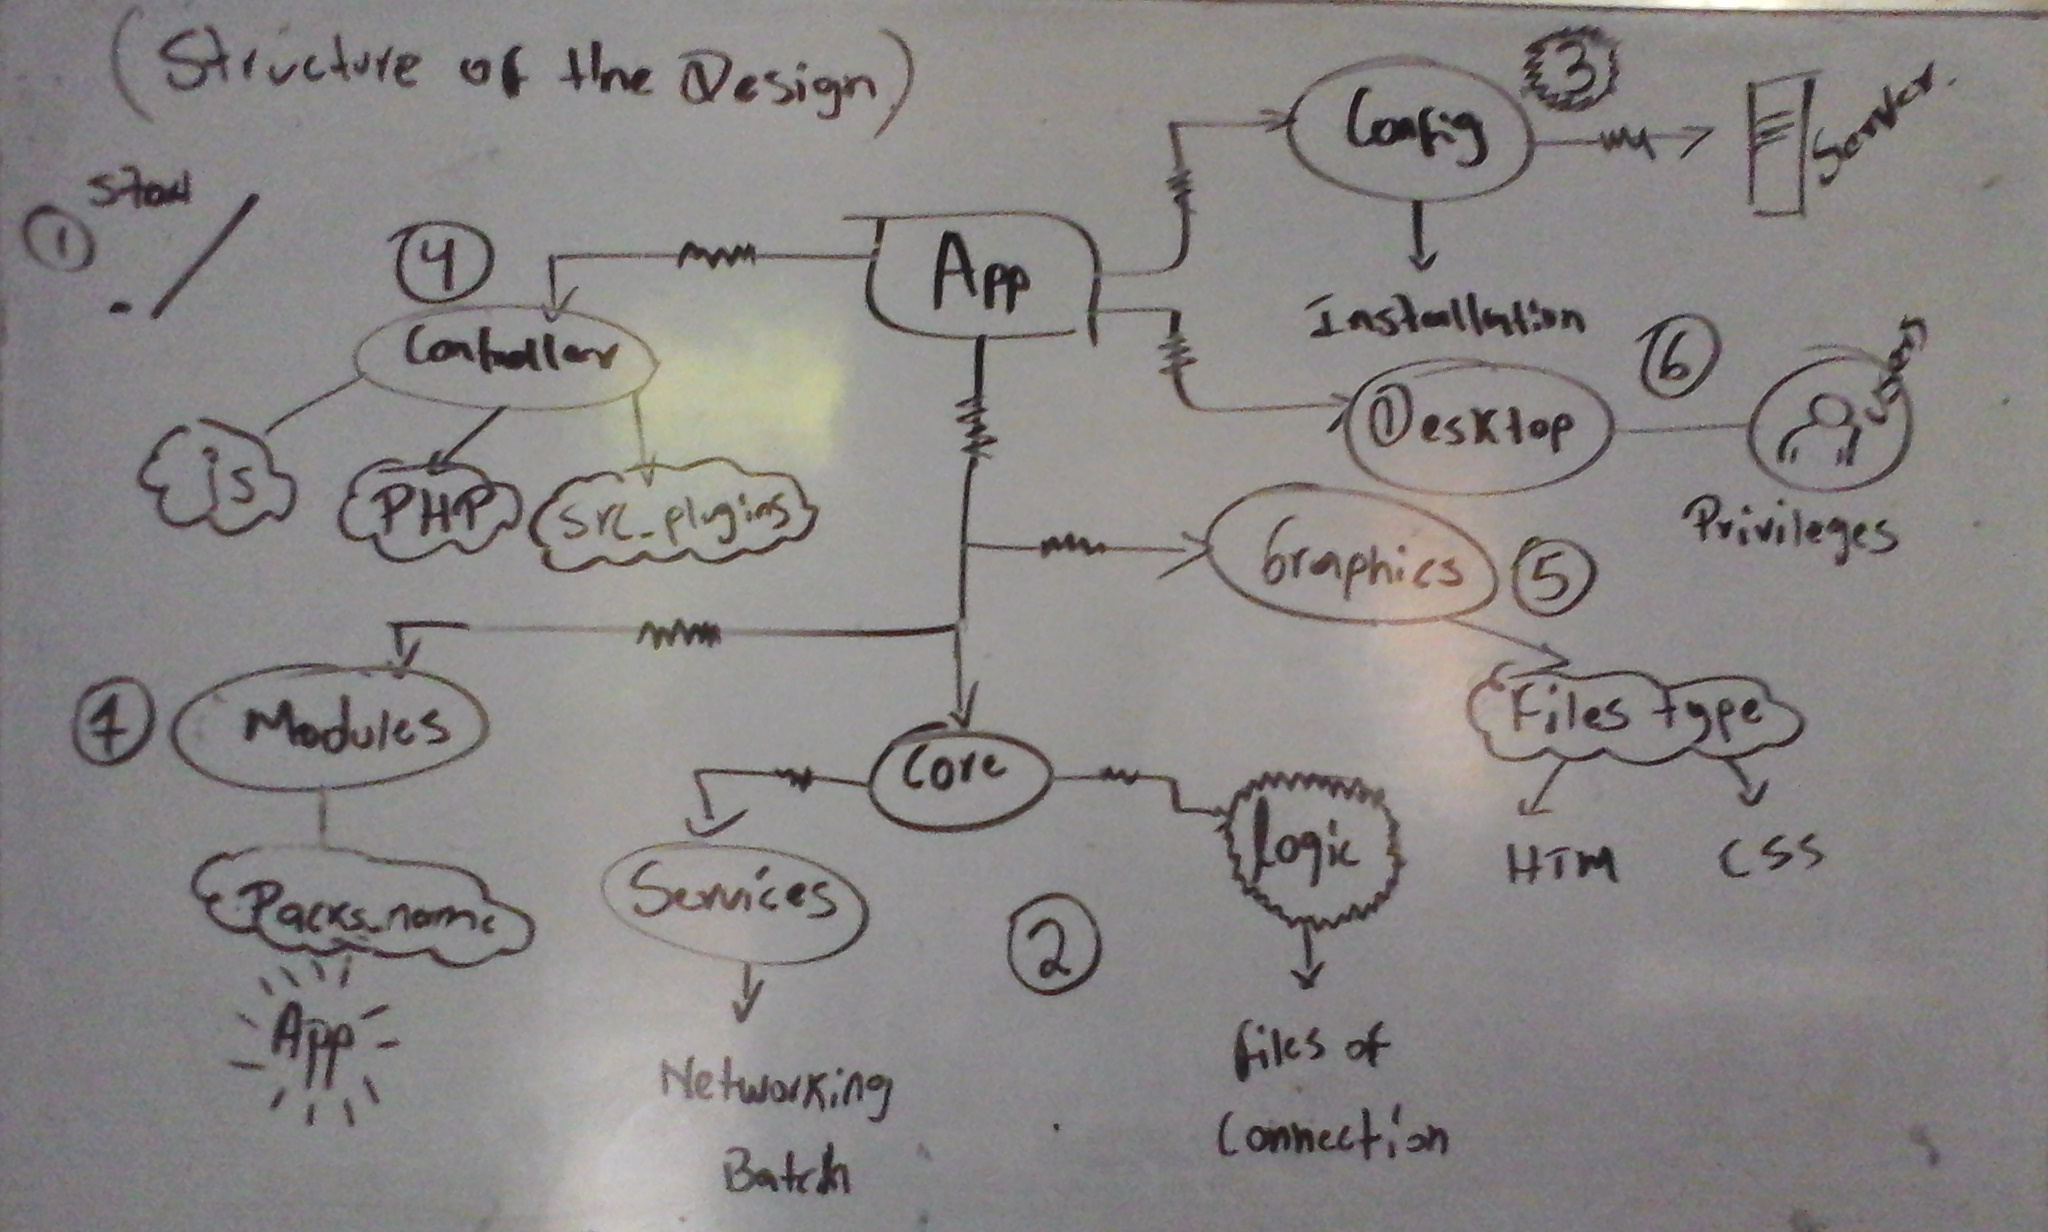 (Structure of the Design)
① Start
./
App
③
Config
Server.
Installation
④
Controller
js
PHP
src_plugins
Desktop
⑥
Users
Privileges
Graphics
⑤
Files type
HTM
CSS
Modules
Packs_name
App
Core
②
Services
Networking
Batch
Logic
files of
Connection